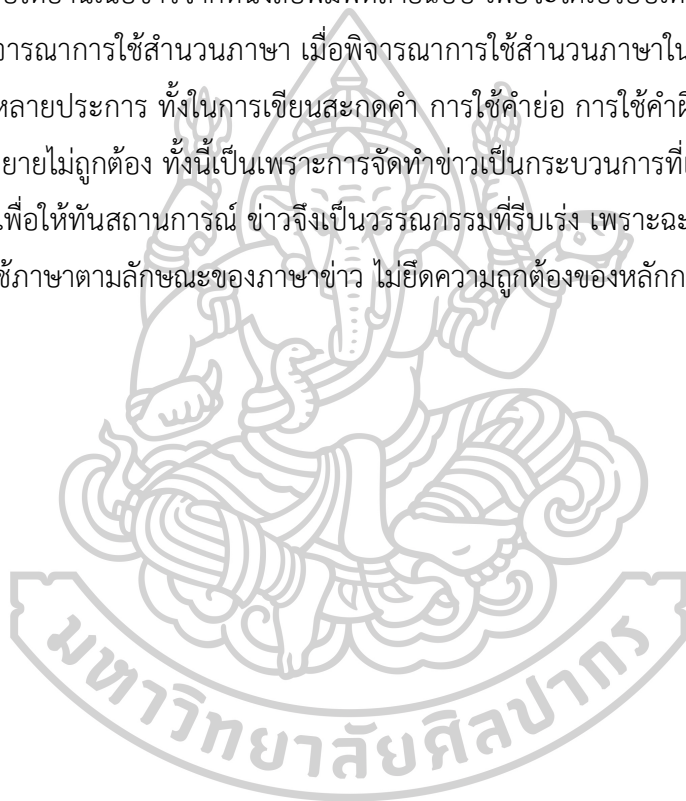 จารณาการใช้สำนวนภาษา เมื่อพิจารณาการใช้สำนวนภาษาใน
หลายประการ ทั้งในการเขียนสะกดคำ การใช้คำย่อ การใช้คำ
ยายไม่ถูกต้อง ทั้งนี้เป็นเพราะการจัดทำข่าวเป็นกระบวนการที่
เพื่อให้ทันสถานการณ์ ข่าวจึงเป็นวรรณกรรมที่รีบเร่ง เพราะฉะ
ช้ภาษาตามลักษณะของภาษาข่าว ไม่ยึดความถูกต้องของหลักก
มหาวิทยาลัยศิลปากร